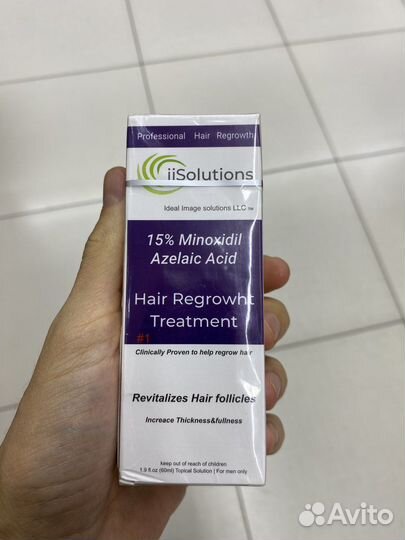 Professional Hair Regrowth
iiSolutions
Ideal Image solutions LLC TM
15% Minoxidil
Azelaic Acid
Hair Regrowht
Treatment
#1
Clinically Proven to help regrow hair
Revitalizes Hair follicles
Increace Thickness&fullness
keep out of reach of children
1.9 fl.oz (60ml) Topical Solution | For men only
Avito